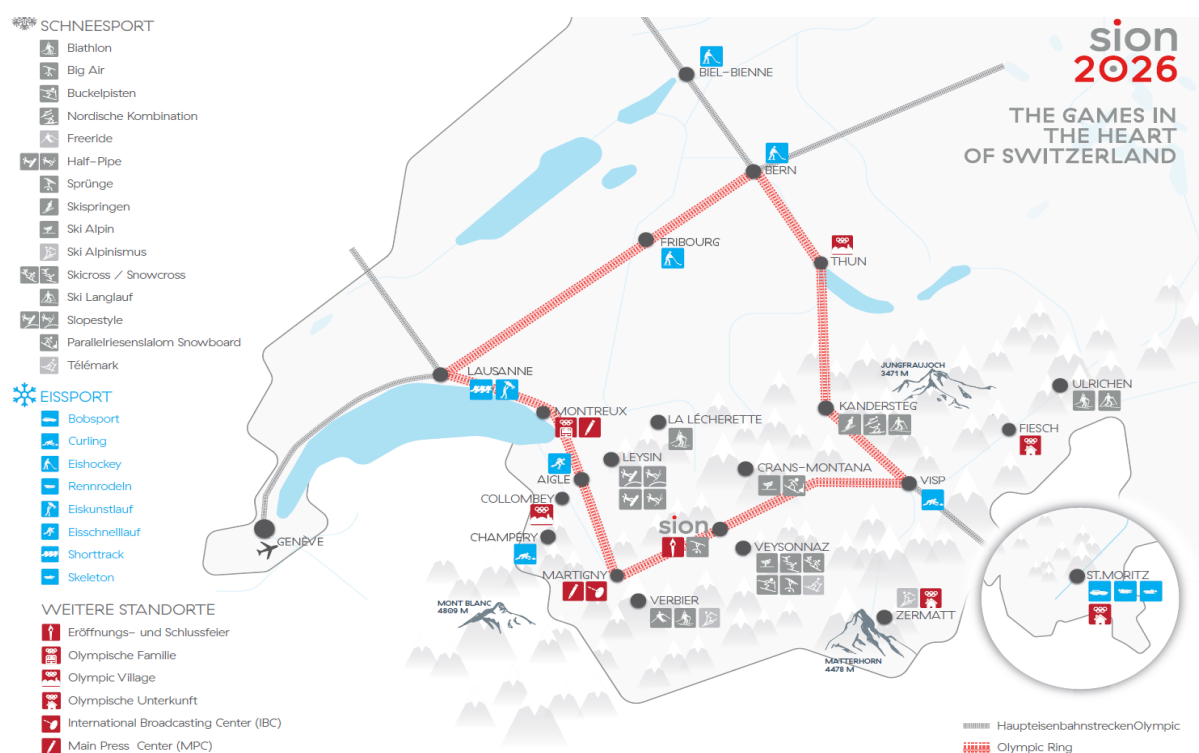 SCHNEESPORT
Biathlon
Big Air
Buckelpisten
Nordische Kombination
Freeride
Half-Pipe
Sprünge
Skispringen
Ski Alpin
Ski Alpinismus
Skicross / Snowcross
Ski Langlauf
Slopestyle
Parallelriesenslalom Snowboard
Télémark
EISSPORT
Bobsport
Curling
Eishockey
Rennrodeln
Eiskunstlauf
Eisschnelllauf
Shorttrack
Skeleton
WEITERE STANDORTE
Eröffnungs- und Schlussfeier
Olympische Familie
Olympic Village
Olympische Unterkunft
International Broadcasting Center (IBC)
Main Press Center (MPC)
sion
2026
THE GAMES IN
THE HEART
OF SWITZERLAND
BIEL-BIENNE
BERN
FRIBOURG
THUN
LAUSANNE
JUNGFRAUJOCH
3471 M
ULRICHEN
MONTREUX
LA LÉCHERETTE
KANDERSTEG
FIESCH
LEYSIN
CRANS-MONTANA
AIGLE
VISP
COLLOMBEY
sion
CHAMPÉRY
GENÈVE
VEYSONNAZ
MARTIGNY
ST.MORITZ
VERBIER
MONT BLANC
4809 M
ZERMATT
MATTERHORN
4478 M
HaupteisenbahnstreckenOlympic
Olympic Ring